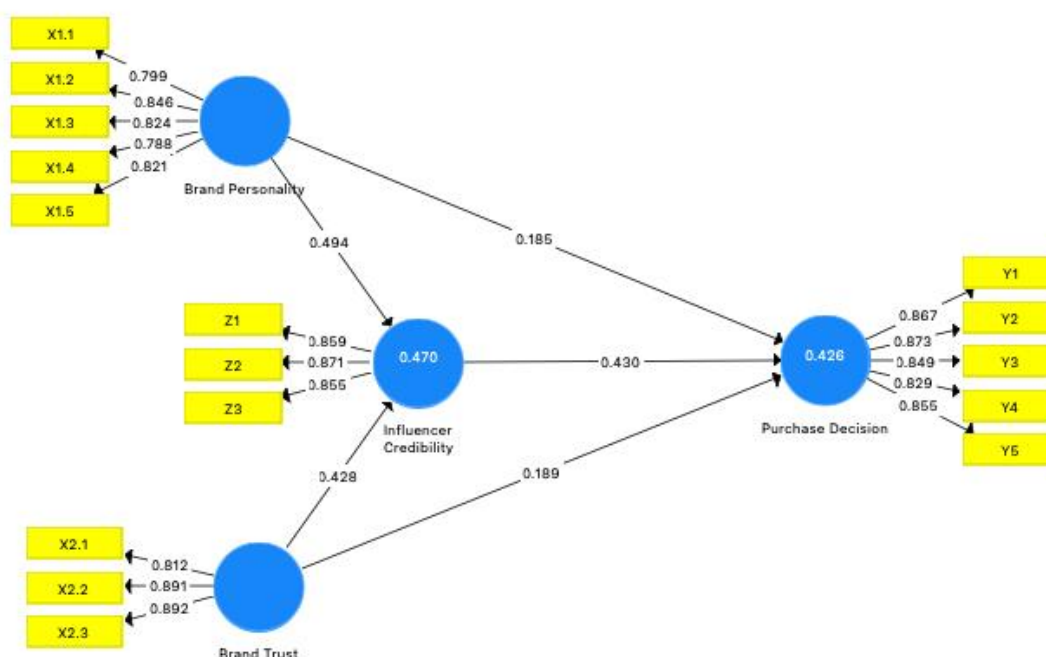 X1.1
X1.2
X1.3
X1.4
X1.5
0.799
0.846
0.824
0.788
0.821
Brand Personality
0.494
0.185
Z1
Z2
Z3
0.859
0.871
0.855
0.470
Influencer
Credibility
0.430
0.426
Purchase Decision
0.867
0.873
0.849
0.829
0.855
Y1
Y2
Y3
Y4
Y5
0.428
0.189
X2.1
X2.2
X2.3
0.812
0.891
0.892
Brand Trust